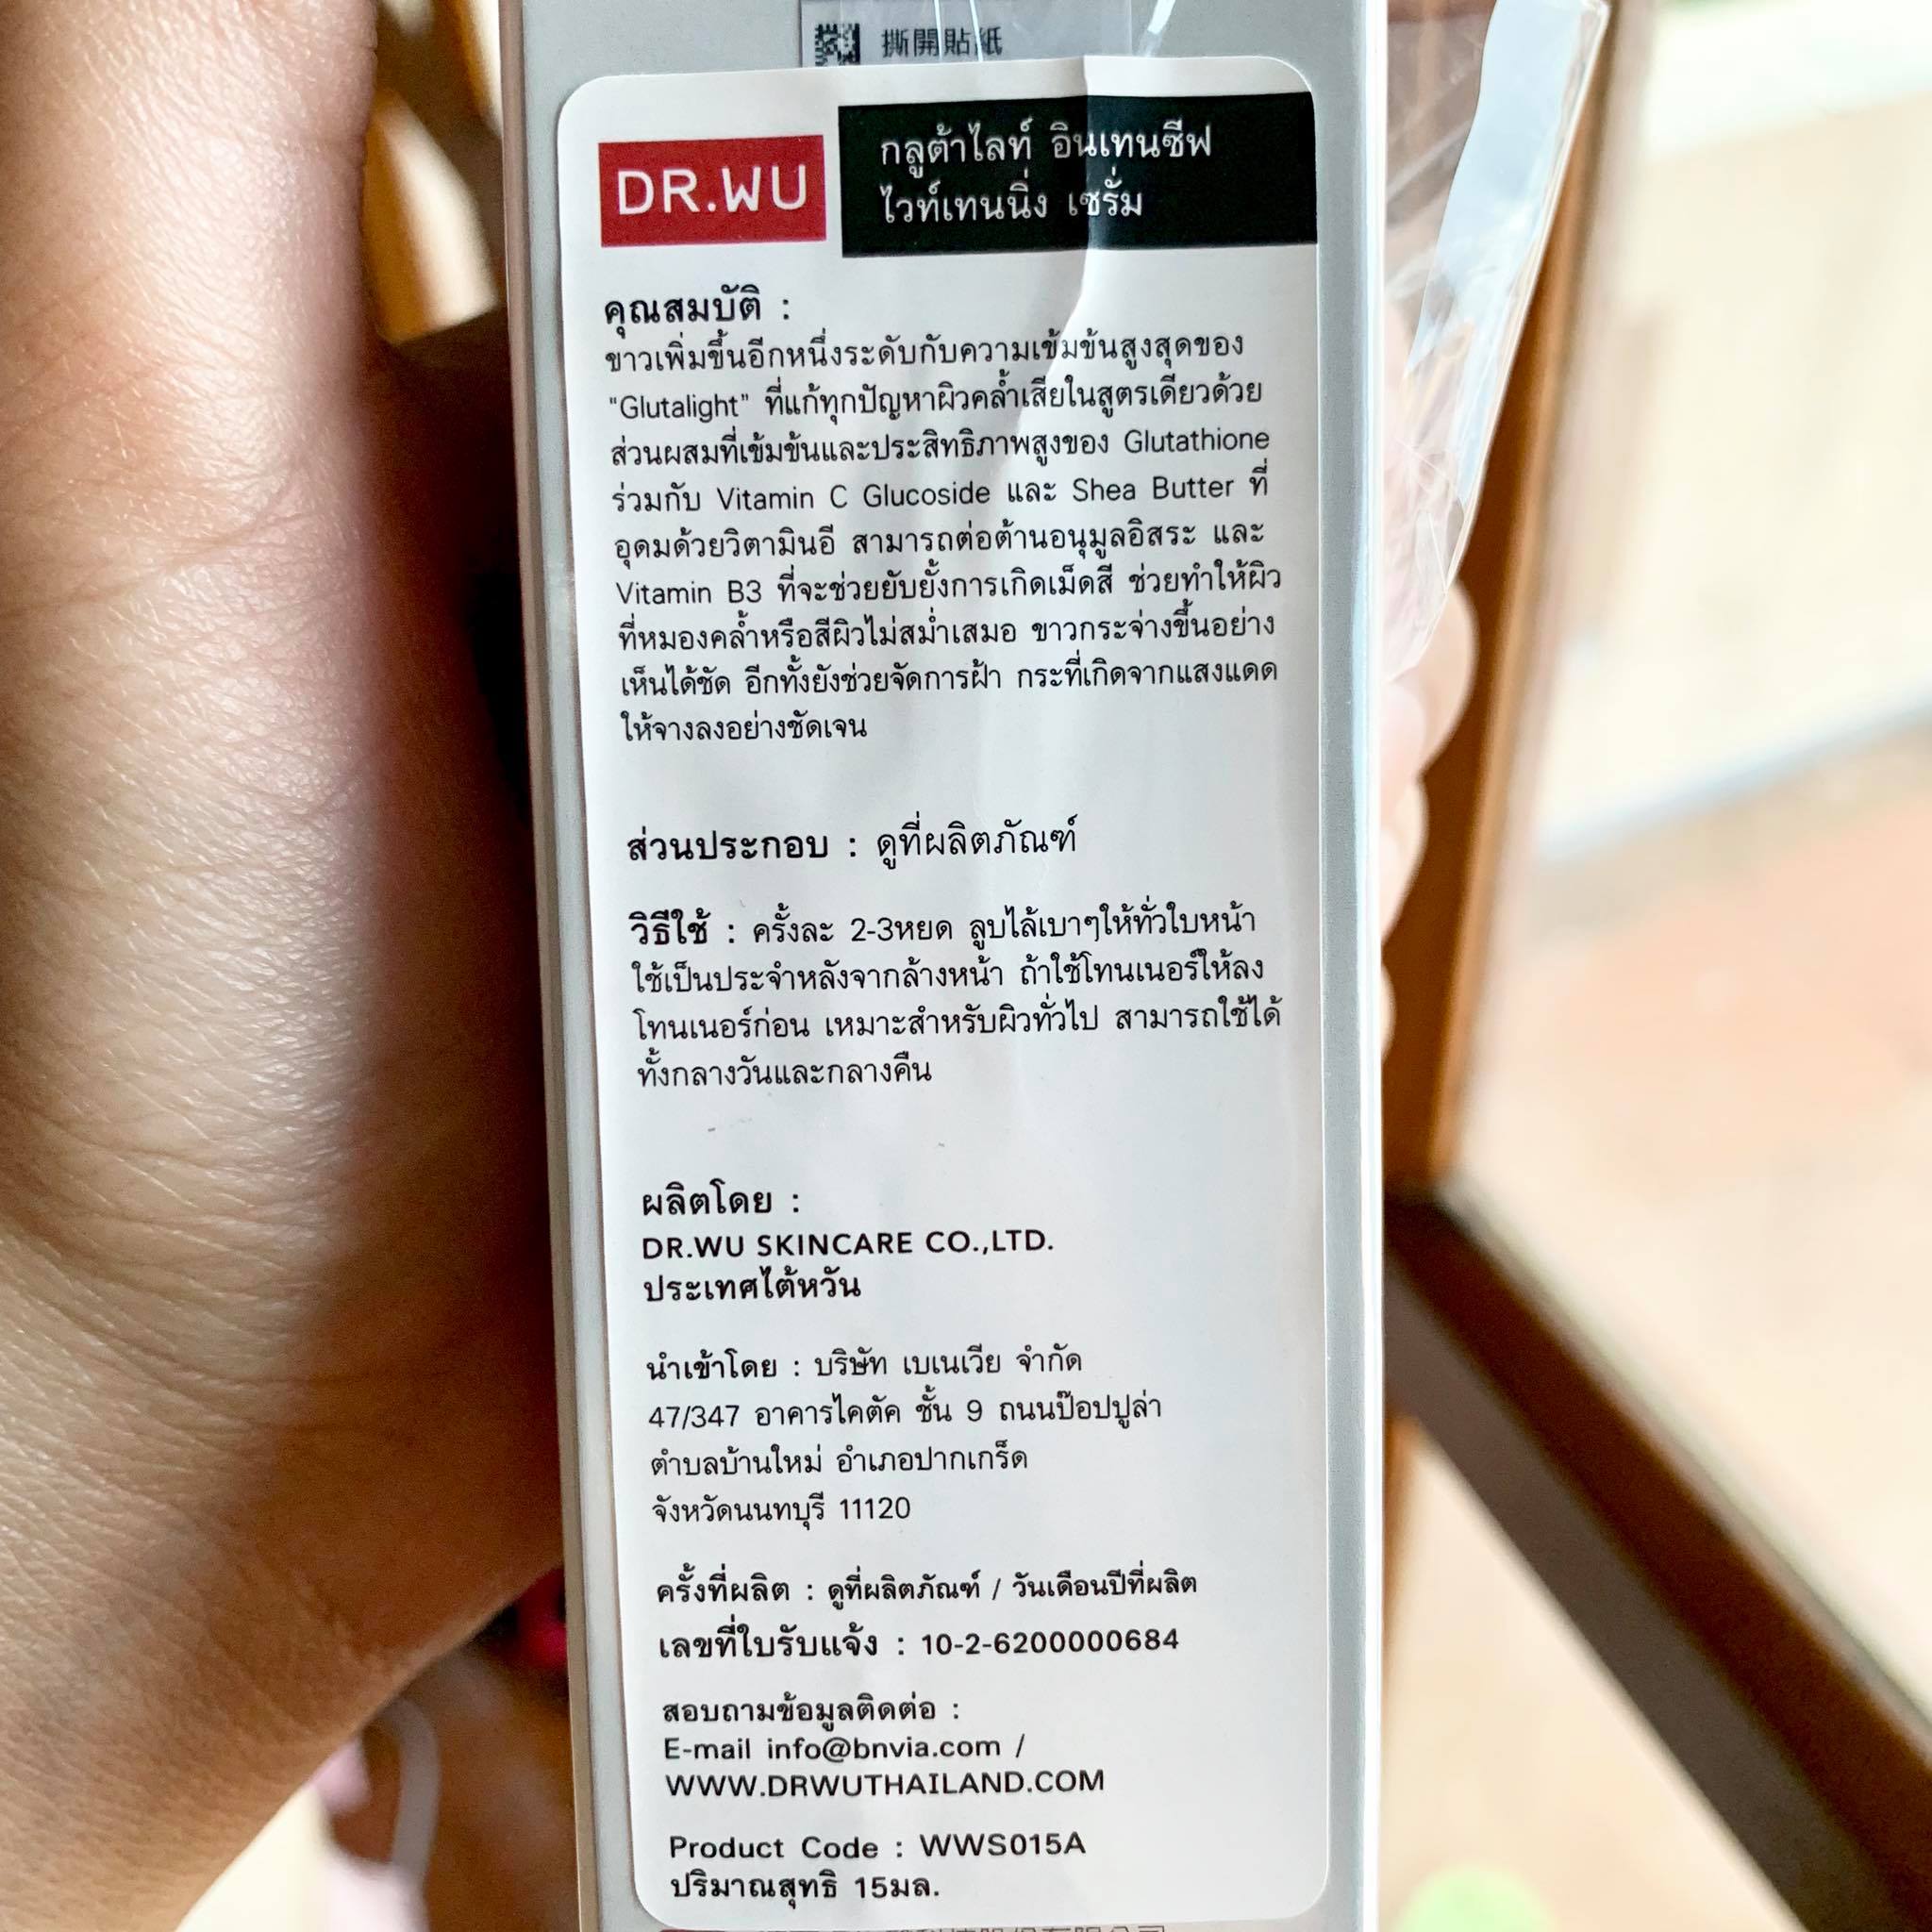 撕開貼紙
DR.WU
กลูต้าไลท์ อินเทนซีฟ
ไวท์เทนนิ่ง เซรั่ม
คุณสมบัติ :
ขาวเพิ่มขึ้นอีกหนึ่งระดับกับความเข้มข้นสูงสุดของ
"Glutalight" ที่แก้ทุกปัญหาผิวคล้ำเสียในสูตรเดียวด้วย
ส่วนผสมที่เข้มข้นและประสิทธิภาพสูงของ Glutathione
ร่วมกับ Vitamin C Glucoside และ Shea Butter ที่
อุดมด้วยวิตามินอี สามารถต่อต้านอนุมูลอิสระ และ
Vitamin B3 ที่จะช่วยยับยั้งการเกิดเม็ดสี ช่วยทำให้ผิว
ที่หมองคล้ำหรือสีผิวไม่สม่ำเสมอ ขาวกระจ่างขึ้นอย่าง
เห็นได้ชัด อีกทั้งยังช่วยจัดการฝ้า กระที่เกิดจากแสงแดด
ให้จางลงอย่างชัดเจน
ส่วนประกอบ : ดูที่ผลิตภัณฑ์
วิธีใช้ : ครั้งละ 2-3หยด ลูบไล้เบาๆให้ทั่วใบหน้า
ใช้เป็นประจำหลังจากล้างหน้า ถ้าใช้โทนเนอร์ให้ลง
โทนเนอร์ก่อน เหมาะสำหรับผิวทั่วไป สามารถใช้ได้
ทั้งกลางวันและกลางคืน
ผลิตโดย :
DR.WU SKINCARE CO.,LTD.
ประเทศไต้หวัน
นำเข้าโดย : บริษัท เบเนเวีย จำกัด
47/347 อาคารไคตัค ชั้น 9 ถนนป๊อปปูล่า
ตำบลบ้านใหม่ อำเภอปากเกร็ด
จังหวัดนนทบุรี 11120
ครั้งที่ผลิต : ดูที่ผลิตภัณฑ์ / วันเดือนปีที่ผลิต
เลขที่ใบรับแจ้ง : 10-2-6200000684
สอบถามข้อมูลติดต่อ :
E-mail info@bnvia.com /
WWW.DRWUTHAILAND.COM
Product Code : WWS015A
ปริมาณสุทธิ 15มล.